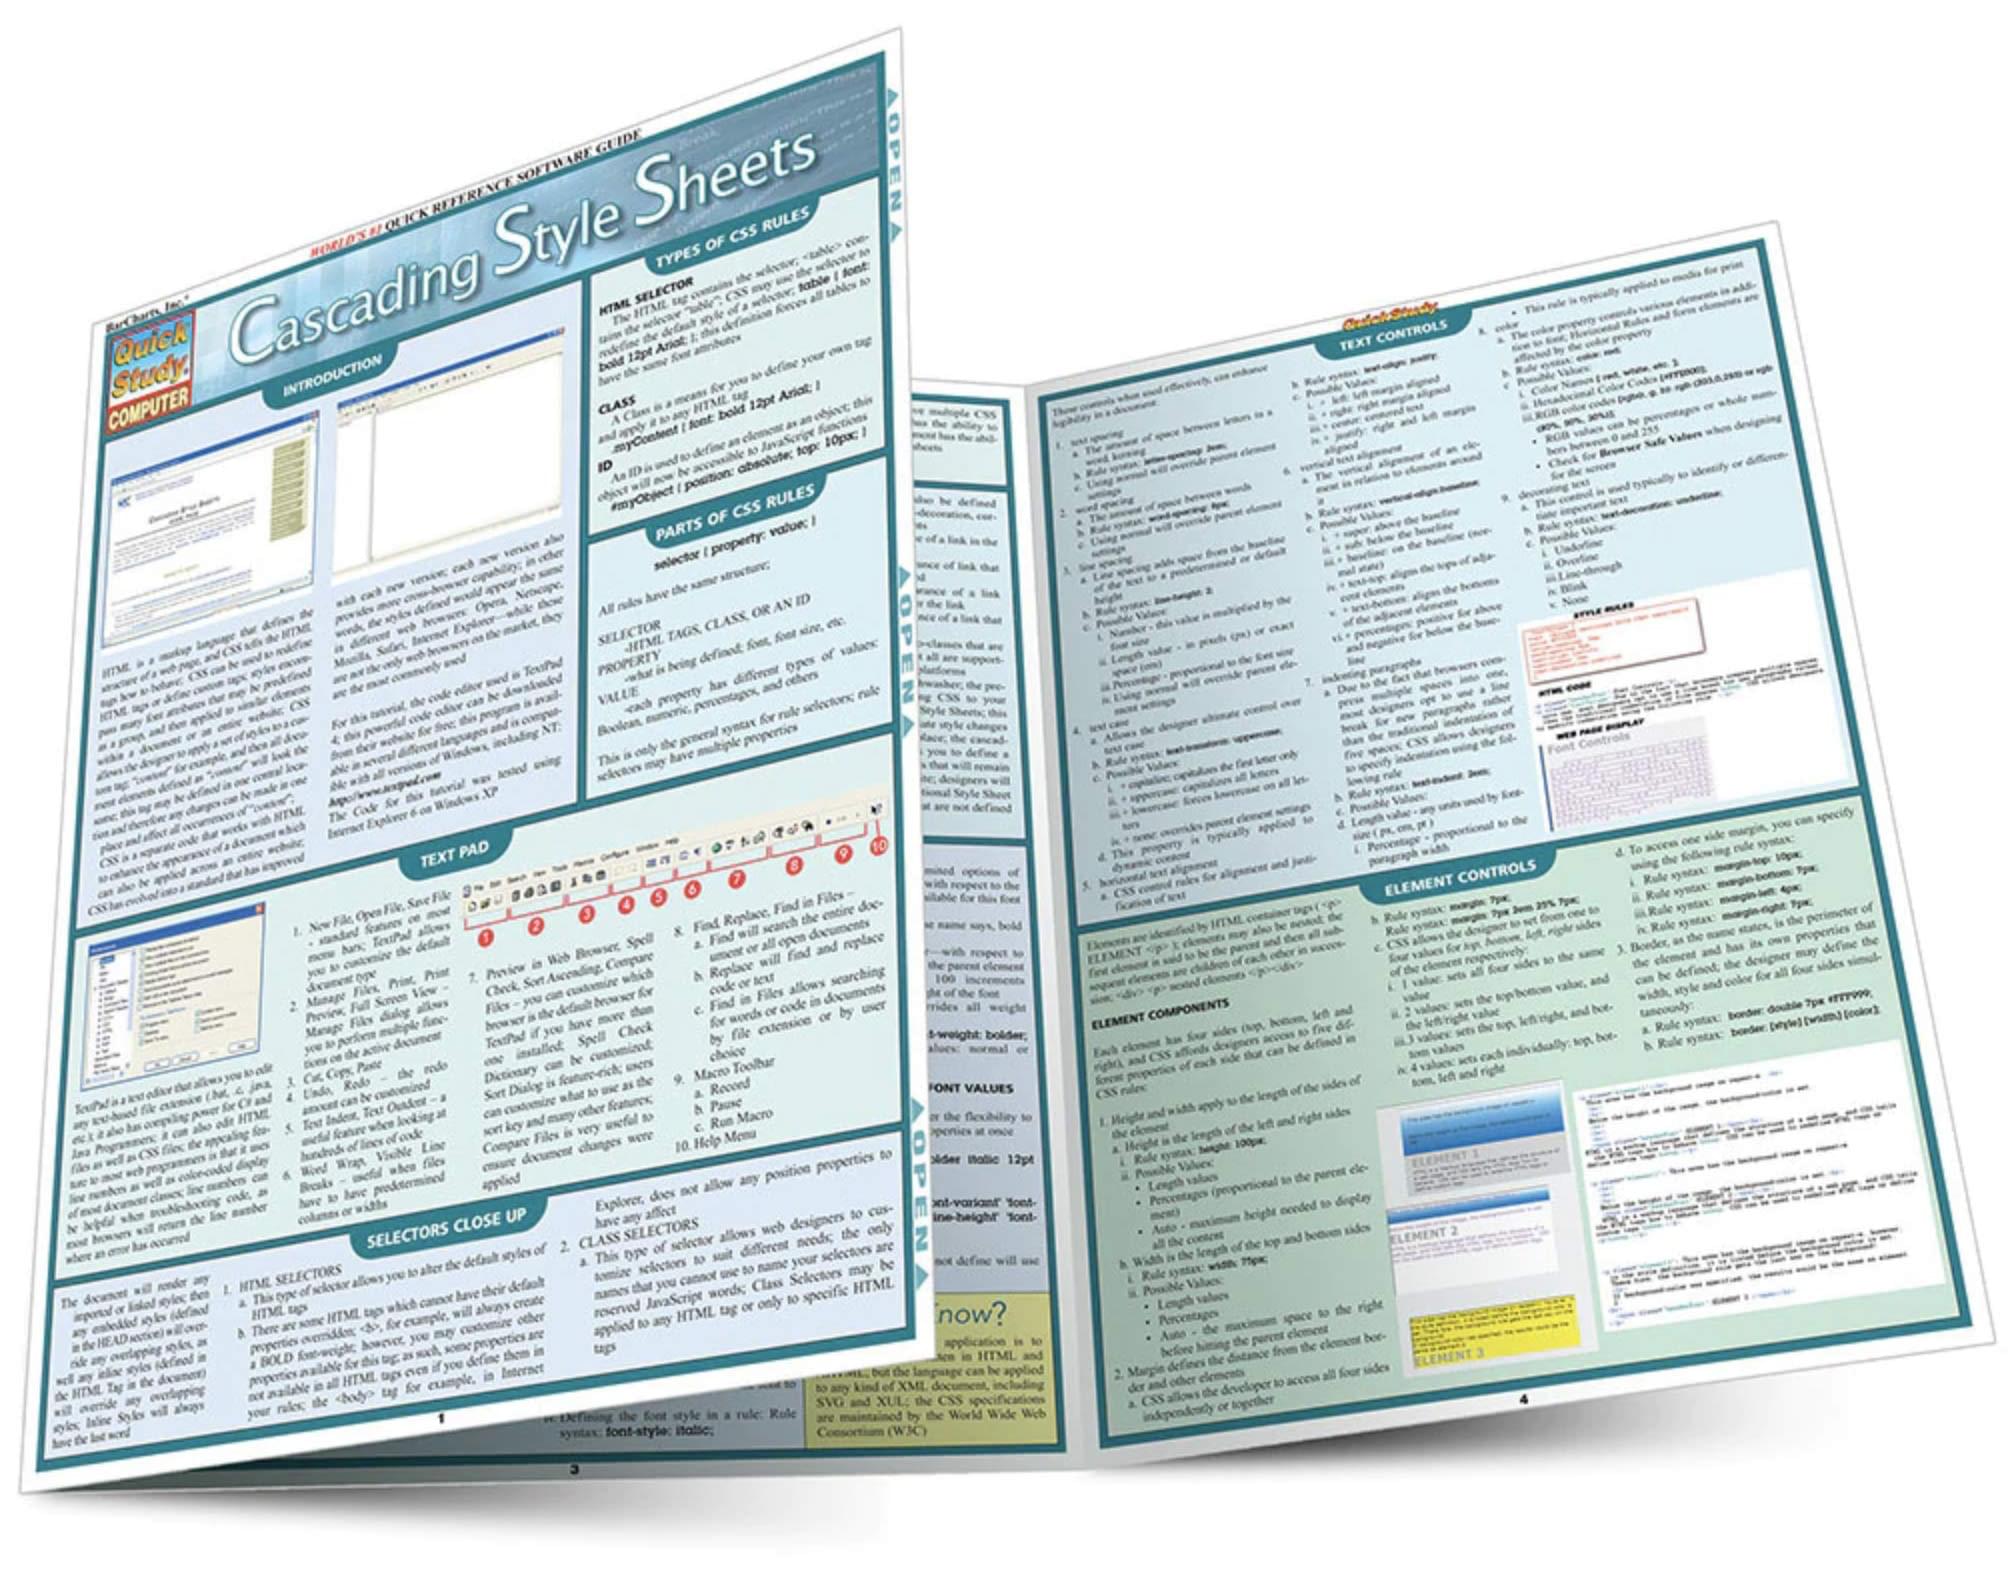 WORLD'S #1 QUICK REFERENCE SOFTWARE GUIDE
BarCharts, Inc.®
Quick
Study.
COMPUTER
Cascading Style Sheets
OPEN
INTRODUCTION
HTML is a markup language that defines the
structure of a web page, and CSS tells the HTML
tags how to behave; CSS can be used to redefine
HTML tags or define custom tags; styles encom-
pass many font attributes that may be predefined
as a group, and then applied to similar elements
within a document or an entire website; CSS
allows the designer to apply a set of styles to a cus-
tom tag; "content" for example, and then all docu-
ment elements defined as "content" will look the
same; this tag may be defined in one central loca-
tion and therefore any changes can be made in one
place and affect all occurrences of "content";
CSS is a separate code that works with HTML
to enhance the appearance of a document which
can also be applied across an entire website;
CSS has evolved into a standard that has improved
with each new version; each new version also
provides more cross-browser capability; in other
words, the styles defined would appear the same
in different web browsers: Opera, Netscape,
Mozilla, Safari, Internet Explorer—while these
are not the only web browsers on the market, they
are the most commonly used
For this tutorial, the code editor used is TextPad
4; this powerful code editor can be downloaded
from their website for free; this program is avail-
able in several different languages and is compat-
ible with all versions of Windows, including NT:
http://www.textpad.com
The Code for this tutorial was tested using
Internet Explorer 6 on Windows XP
TYPES OF CSS RULES
HTML SELECTOR
The HTML tag contains the selector; <table> con-
tains the selector "table"; CSS may use the selector to
redefine the default style of a selector; table { font:
bold 12pt Arial; }; this definition forces all tables to
have the same font attributes
CLASS
A Class is a means for you to define your own tag
and apply it to any HTML tag
.myContent { font: bold 12pt Arial; }
ID
An ID is used to define an element as an object; this
object will now be accessible to JavaScript functions
#myObject { position: absolute; top: 10px; }
PARTS OF CSS RULES
selector { property: value; }
All rules have the same structure;
SELECTOR
-HTML TAGS, CLASS, OR AN ID
PROPERTY
-what is being defined; font, font size, etc.
VALUE
-each property has different types of values:
Boolean, numeric, percentages, and others
This is only the general syntax for rule selectors; rule
selectors may have multiple properties
OPEN
TEXT PAD
File Edit Search View Tools Macros Configure Window Help
1 2 3 4 5 6 7 8 9 10
TextPad is a text editor that allows you to edit
any text-based file extension (.bat, .c, .java,
etc.); it also has compiling power for C# and
Java Programmers; it can also edit HTML
files as well as CSS files; the appealing fea-
ture to most web programmers is that it uses
line numbers as well as color-coded display
of most document classes; line numbers can
be helpful when troubleshooting code, as
most browsers will return the line number
where an error has occurred
1. New File, Open File, Save File
- standard features on most
menu bars; TextPad allows
you to customize the default
document type
2. Manage Files, Print, Print
Preview, Full Screen View –
Manage Files dialog allows
you to perform multiple func-
tions on the active document
3. Cut, Copy, Paste
4. Undo, Redo – the redo
amount can be customized
5. Text Indent, Text Outdent – a
useful feature when looking at
hundreds of lines of code
6. Word Wrap, Visible Line
Breaks – useful when files
have to have predetermined
columns or widths
7. Preview in Web Browser, Spell
Check, Sort Ascending, Compare
Files – you can customize which
browser is the default browser for
TextPad if you have more than
one installed; Spell Check
Dictionary can be customized;
Sort Dialog is feature-rich; users
can customize what to use as the
sort key and many other features;
Compare Files is very useful to
ensure document changes were
applied
8. Find, Replace, Find in Files –
a. Find will search the entire doc-
ument or all open documents
b. Replace will find and replace
code or text
c. Find in Files allows searching
for words or code in documents
by file extension or by user
choice
9. Macro Toolbar
a. Record
b. Pause
c. Run Macro
10. Help Menu
OPEN
SELECTORS CLOSE UP
The document will render any
imported or linked styles; then
any embedded styles (defined
in the HEAD section) will over-
ride any overlapping styles, as
well any inline styles (defined in
the HTML Tag in the document)
will override any overlapping
styles; Inline Styles will always
have the last word
1. HTML SELECTORS
a. This type of selector allows you to alter the default styles of
HTML tags
b. There are some HTML tags which cannot have their default
properties overridden; <b>, for example, will always create
a BOLD font-weight; however, you may customize other
properties available for this tag; as such, some properties are
not available in all HTML tags even if you define them in
your rules; the <body> tag for example, in Internet
Explorer, does not allow any position properties to
have any affect
2. CLASS SELECTORS
a. This type of selector allows web designers to cus-
tomize selectors to suit different needs; the only
names that you cannot use to name your selectors are
reserved JavaScript words; Class Selectors may be
applied to any HTML tag or only to specific HTML
tags
1
ve multiple CSS
has the ability to
sheets
also be defined
-decoration, cur-
e of a link in the
ance of link that
arance of a link
r the link
nce of a link that
o-classes that are
all are support-
latforms
washer; the pre-
ng CSS to your
Style Sheets; this
ate style changes
lace; the cascad-
you to define a
s that will remain
te; designers will
tional Style Sheet
at are not defined
mited options of
with respect to the
ilable for this font
e name says, bold
r—with respect to
the parent element
100 increments
ht of the font
rrides all weight
t-weight: bolder;
alues: normal or
FONT VALUES
er the flexibility to
operties at once
older italic 12pt
ont-variant' 'font-
ine-height' 'font-
not define will use
now?
application is to
ten in HTML and
XHTML, but the language can be applied
to any kind of XML document, including
SVG and XUL; the CSS specifications
are maintained by the World Wide Web
Consortium (W3C)
Defining the font style in a rule: Rule
syntax: font-style: italic;
3
QuickStudy
TEXT CONTROLS
These controls when used effectively, can enhance
legibility in a document:
1. text spacing
a. The amount of space between letters in a
word, kerning
b. Rule syntax: letter-spacing: 2em;
c. Using normal will override parent element
settings
2. word spacing
a. The amount of space between words
b. Rule syntax: word-spacing: 6px;
c. Using normal will override parent element
settings
3. line spacing
a. Line spacing adds space from the baseline
of the text to a predetermined or default
height
b. Rule syntax: line-height: 2;
c. Possible Values:
i. Number - this value is multiplied by the
font size
ii. Length value - in pixels (px) or exact
space (em)
iii. Percentage - proportional to the font size
iv. Using normal will override parent ele-
ment settings
4. text case
a. Allows the designer ultimate control over
text case
b. Rule syntax: text-transform: uppercase;
c. Possible Values:
i. + capitalize; capitalizes the first letter only
ii. + uppercase: capitalizes all letters
iii. + lowercase: forces lowercase on all let-
ters
iv. + none: overrides parent element settings
d. This property is typically applied to
dynamic content
5. horizontal text alignment
a. CSS control rules for alignment and justi-
fication of text
b. Rule syntax: text-align: justify;
c. Possible Values:
i. + left: left margin aligned
ii. + right: right margin aligned
iii. + center: centered text
iv. + justify: right and left margin
aligned
6. vertical text alignment
a. The vertical alignment of an ele-
ment in relation to elements around
it
b. Rule syntax: vertical-align: baseline;
c. Possible Values:
i. + super: above the baseline
ii. + sub: below the baseline
iii. + baseline: on the baseline (nor-
mal state)
iv. + text-top: aligns the tops of adja-
cent elements
v. + text-bottom: aligns the bottoms
of the adjacent elements
vi. + percentages: positive for above
and negative for below the base-
line
7. indenting paragraphs
a. Due to the fact that browsers com-
press multiple spaces into one,
most designers opt to use a line
break for new paragraphs rather
than the traditional indentation of
five spaces; CSS allows designers
to specify indentation using the fol-
lowing rule
b. Rule syntax: text-indent: 2em;
c. Possible Values:
d. Length value - any units used by font-
size ( px, em, pt )
i. Percentage - proportional to the
paragraph width
• This rule is typically applied to media for print
8. color
a. The color property controls various elements in addi-
tion to font; Horizontal Rules and form elements are
affected by the color property
b. Rule syntax: color: red;
c. Possible Values:
i. Color Names [ red, white, etc. ];
ii. Hexadecimal Color Codes [#FF0000];
• RGB values can be percentages or whole num-
bers between 0 and 255
• Check for Browser Safe Values when designing
for the screen
9. decorating text
a. This control is used typically to identify or differen-
tiate important text
b. Rule syntax: text-decoration: underline;
c. Possible Values:
i. Underline
ii. Overline
iii. Line-through
iv. Blink
v. None
STYLE RULES
HTML CODE
WEB PAGE DISPLAY
Font Controls
ELEMENT CONTROLS
Elements are identified by HTML container tags ( <p>
ELEMENT </p> ); elements may also be nested; the
first element is said to be the parent and then all sub-
sequent elements are children of each other in succes-
sion; <div> <p> nested elements </p></div>
ELEMENT COMPONENTS
Each element has four sides (top, bottom, left and
right), and CSS affords designers access to five dif-
ferent properties of each side that can be defined in
CSS rules:
1. Height and width apply to the length of the sides of
the element
a. Height is the length of the left and right sides
i. Rule syntax: height: 100px;
ii. Possible Values:
• Length values
• Percentages (proportional to the parent ele-
ment)
• Auto - maximum height needed to display
all the content
b. Width is the length of the top and bottom sides
i. Rule syntax: width: 75px;
ii. Possible Values:
• Length values
• Percentages
• Auto - the maximum space to the right
before hitting the parent element
2. Margin defines the distance from the element bor-
der and other elements
a. CSS allows the developer to access all four sides
independently or together
b. Rule syntax: margin: 7px;
Rule syntax: margin: 7px 2em 25% 7px;
c. CSS allows the designer to set from one to
four values for top, bottom, left, right sides
of the element respectively:
i. 1 value: sets all four sides to the same
value
ii. 2 values: sets the top/bottom value, and
the left/right value
iii. 3 values: sets the top, left/right, and bot-
tom values
iv. 4 values: sets each individually: top, bot-
tom, left and right
d. To access one side margin, you can specify
using the following rule syntax:
i. Rule syntax: margin-top: 10px;
ii. Rule syntax: margin-bottom: 7px;
iii. Rule syntax: margin-left: 4px;
iv. Rule syntax: margin-right: 7px;
3. Border, as the name states, is the perimeter of
the element and has its own properties that
can be defined; the designer may define the
width, style and color for all four sides simul-
taneously:
a. Rule syntax: border: double 7px #FFF999;
b. Rule syntax: border: [style] [width] [color];
ELEMENT 1
ELEMENT 2
ELEMENT 3
4